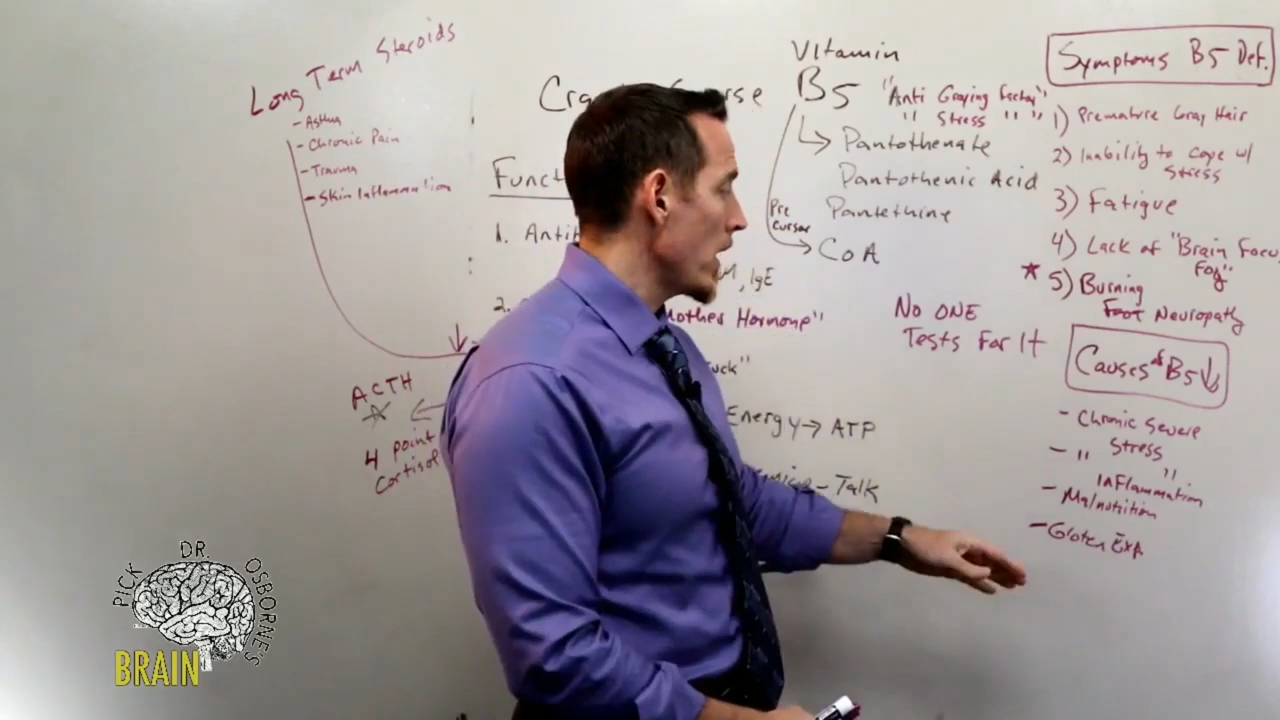 Long Term Steroids
- Asthma
- Chronic Pain
- Trauma
- Skin Inflammation
ACTH
4 point
Cortisol
Vitamin
B5
"Anti Graying Factor"
" Stress " "
Pantothenate
Pantothenic Acid
Pantethine
Pre
cursor
CoA
Funct
1. Antib
IgE
2.
Mother Hormone"
Energy → ATP
- Talk
No ONE
Tests For It
Symptoms B5 Def.
1) Premature Gray Hair
2) Inability to Cope w/
Stress
3) Fatigue
4) Lack of "Brain Focus
Fog"
★ 5) Burning
Foot Neuropathy
Causes of B5 ↓
- Chronic Severe
Stress
- " "
Inflammation
- Malnutrition
- Gluten Exp.
PICK DR. OSBORNE'S
BRAIN